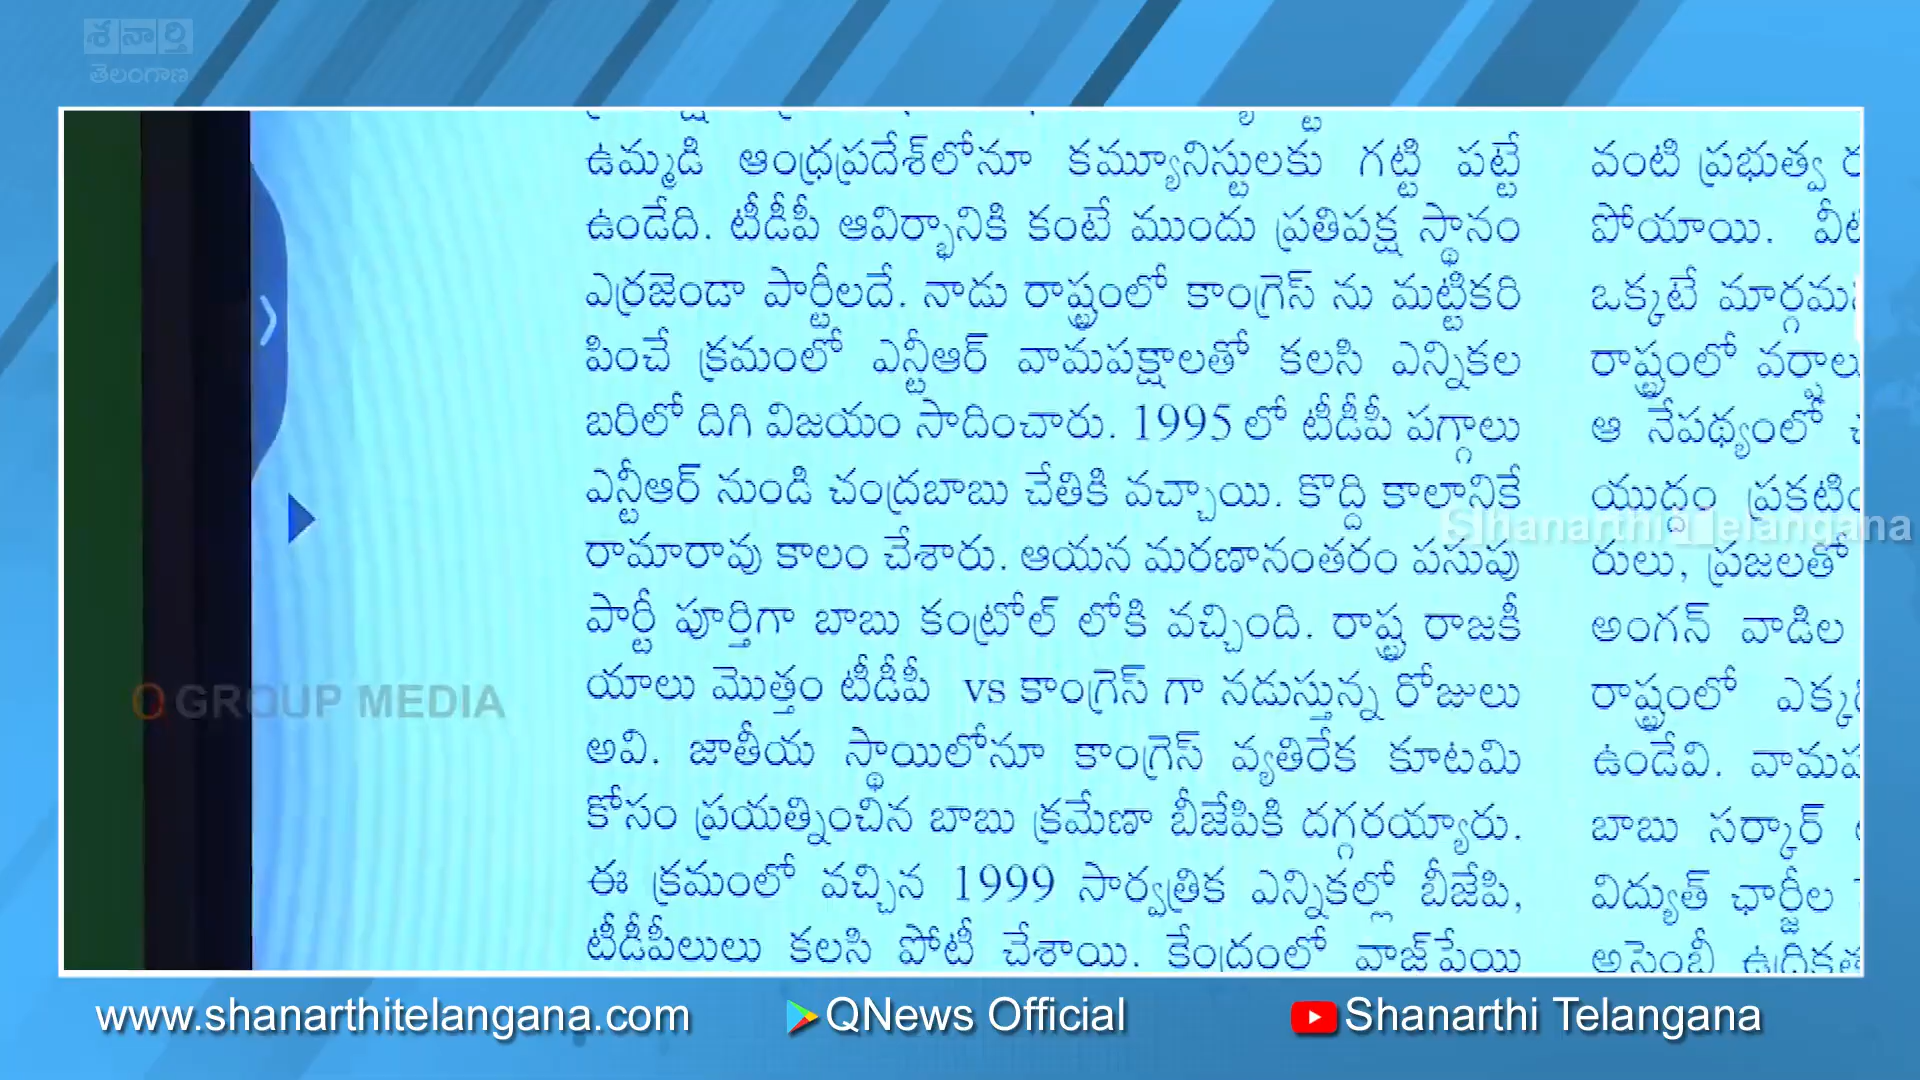 శనార్తి
తెలంగాణ
ఉమ్మడి ఆంధ్రప్రదేశ్‌లోనూ కమ్యూనిస్టులకు గట్టి పట్టే
ఉండేది. టీడీపీ ఆవిర్భానికి కంటే ముందు ప్రతిపక్ష స్థానం
ఎర్రజెండా పార్టీలదే. నాడు రాష్ట్రంలో కాంగ్రెస్ ను మట్టికరి
పించే క్రమంలో ఎన్టీఆర్ వామపక్షాలతో కలసి ఎన్నికల
బరిలో దిగి విజయం సాదించారు. 1995 లో టీడీపీ పగ్గాలు
ఎన్టీఆర్ నుండి చంద్రబాబు చేతికి వచ్చాయి. కొద్ది కాలానికే
రామారావు కాలం చేశారు. ఆయన మరణానంతరం పసుపు
పార్టీ పూర్తిగా బాబు కంట్రోల్ లోకి వచ్చింది. రాష్ట్ర రాజకీ
యాలు మొత్తం టీడీపీ vs కాంగ్రెస్ గా నడుస్తున్న రోజులు
అవి. జాతీయ స్థాయిలోనూ కాంగ్రెస్ వ్యతిరేక కూటమి
కోసం ప్రయత్నించిన బాబు క్రమేణా బీజేపికి దగ్గరయ్యారు.
ఈ క్రమంలో వచ్చిన 1999 సార్వత్రిక ఎన్నికల్లో బీజేపి,
టీడీపీలులు కలసి పోటీ చేశాయి. కేంద్రంలో వాజ్‌పేయి
వంటి ప్రభుత్వ
పోయాయి.
ఒక్కటే
రాష్ట్రంలో
ఆ నేపథ్యంలో
యుద్ధం
రులు, ప్రజలతో
అంగన్ వాడిల
రాష్ట్రంలో
ఉండేవి.
బాబు సర్కార్
విద్యుత్ ఛార్జీల
Shanarthi Telangana
Q GROUP MEDIA
www.shanarthitelangana.com
QNews Official
Shanarthi Telangana